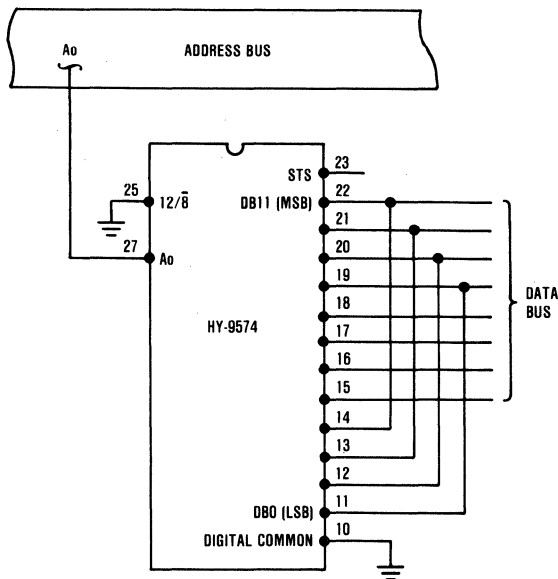 Ao
ADDRESS BUS
STS
23
25
12/8̅
DB11 (MSB)
22
21
27
Ao
20
19
DATA
BUS
18
HY-9574
17
16
15
14
13
12
DB0 (LSB)
11
DIGITAL COMMON
10